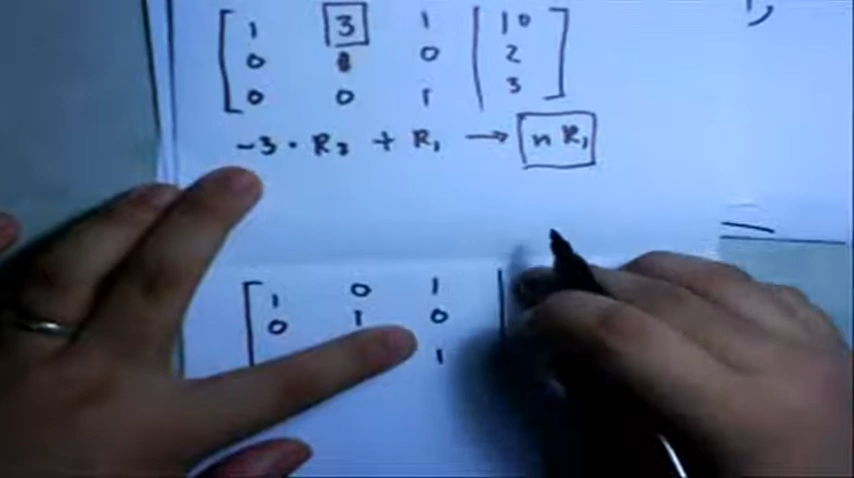 1 3 1 10
0 1 0 2
0 0 1 3
-3 · R2 + R1 → n R1
1 0 1
0 1 0
1